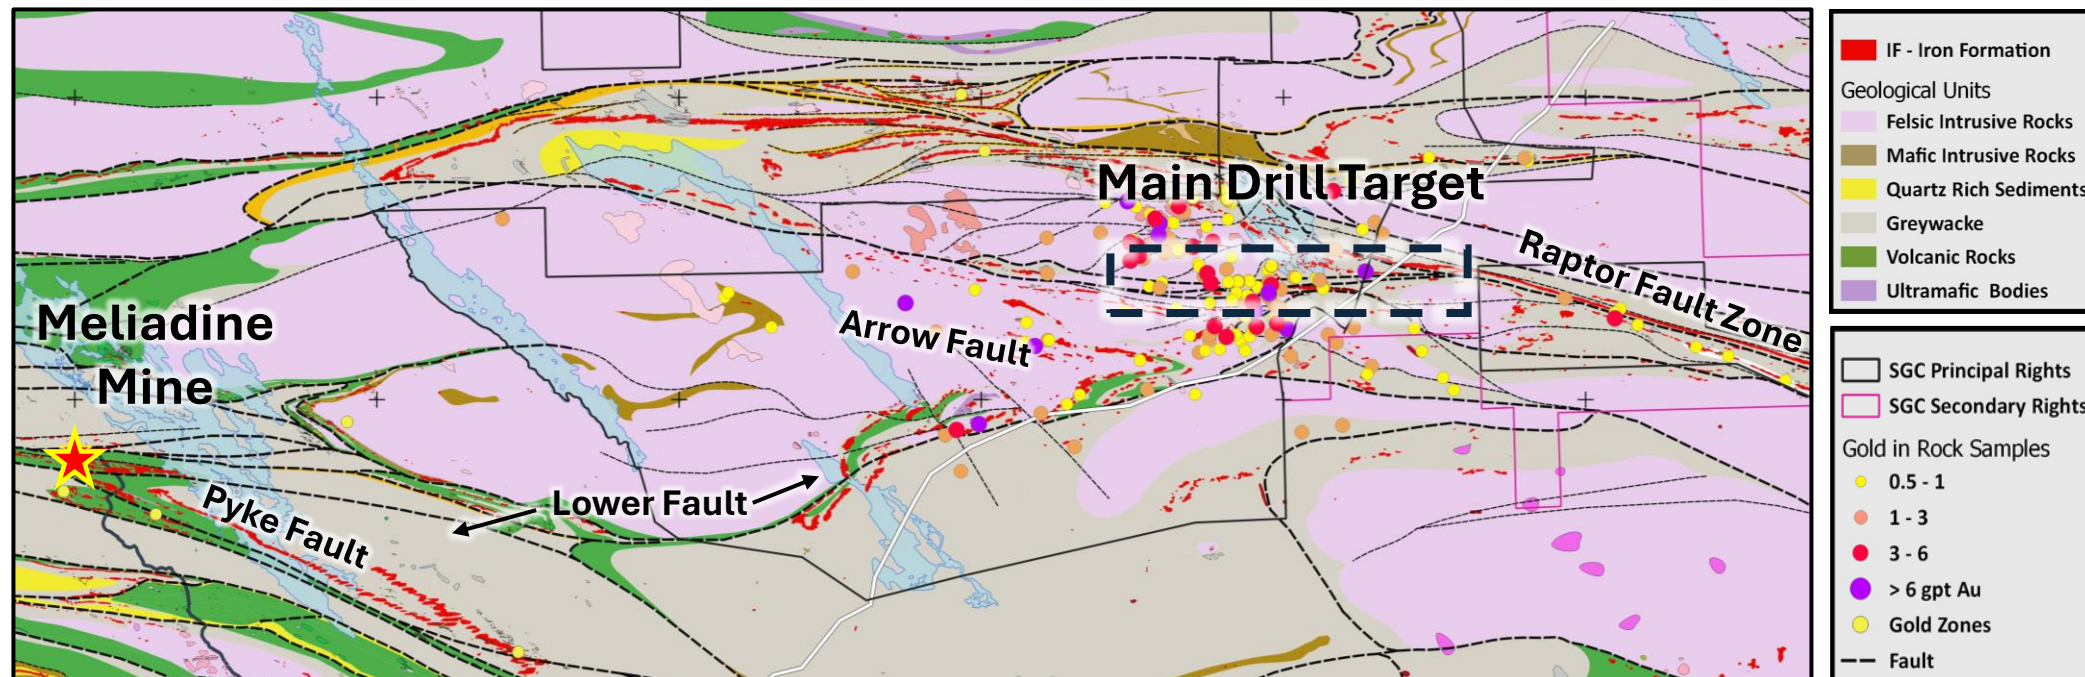 Main Drill Target
Raptor Fault Zone
Meliadine
Mine
Arrow Fault
Lower Fault
Pyke Fault
IF - Iron Formation
Geological Units
Felsic Intrusive Rocks
Mafic Intrusive Rocks
Quartz Rich Sediments
Greywacke
Volcanic Rocks
Ultramafic Bodies
SGC Principal Rights
SGC Secondary Rights
Gold in Rock Samples
0.5 - 1
1 - 3
3 - 6
> 6 gpt Au
Gold Zones
Fault